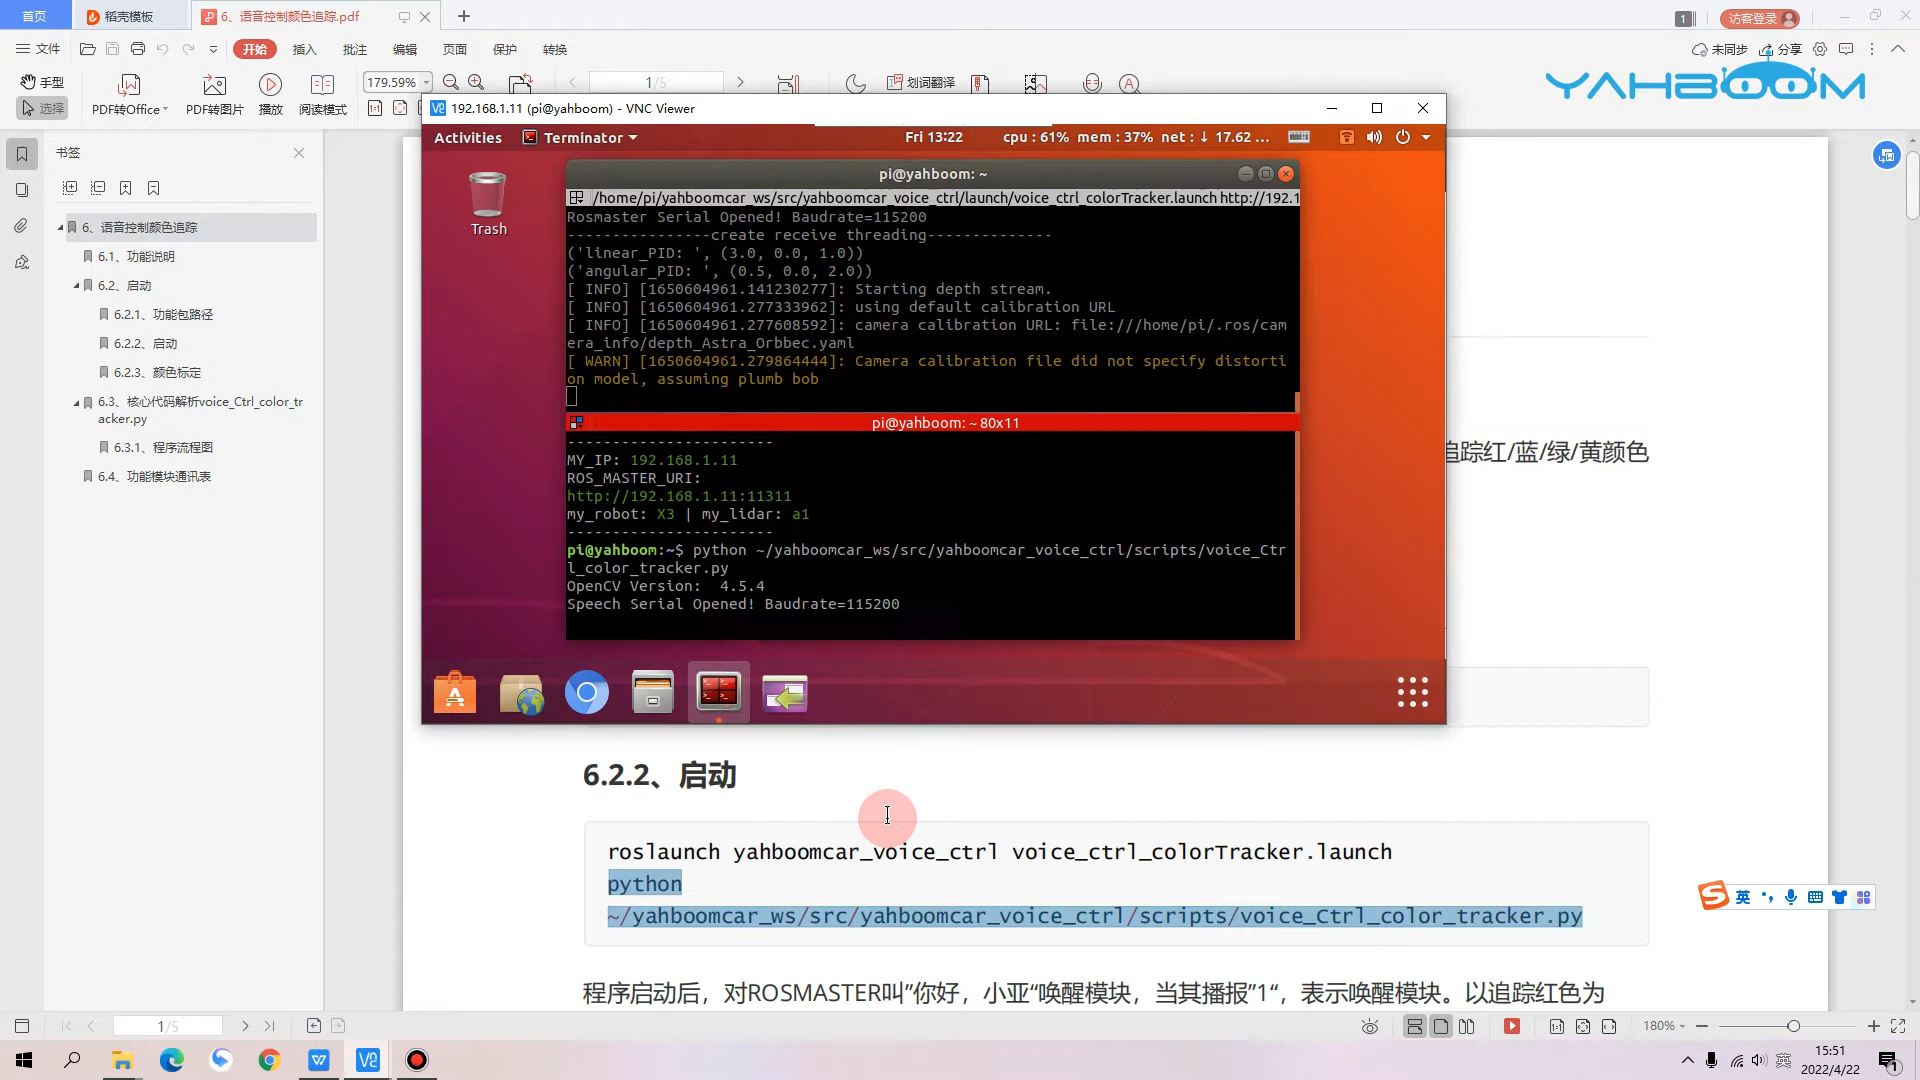 首页
稻壳模板
6、语音控制颜色追踪.pdf
1
访客登录
文件
开始
插入
批注
编辑
页面
保护
转换
未同步
分享
手型
选择
PDF转Office
PDF转图片
播放
阅读模式
179.59%
1/5
划词翻译
YAHBOOM
192.168.1.11 (pi@yahboom) - VNC Viewer
书签
6、语音控制颜色追踪
6.1、功能说明
6.2、启动
6.2.1、功能包路径
6.2.2、启动
6.2.3、颜色标定
6.3、核心代码解析voice_Ctrl_color_tr
acker.py
6.3.1、程序流程图
6.4、功能模块通讯表
Activities
Terminator
Fri 13:22
cpu : 61% mem : 37% net : ↓ 17.62 ...
Trash
pi@yahboom: ~
/home/pi/yahboomcar_ws/src/yahboomcar_voice_ctrl/launch/voice_ctrl_colorTracker.launch http://192.1
Rosmaster Serial Opened! Baudrate=115200
----------------create receive threading--------------
('linear_PID: ', (3.0, 0.0, 1.0))
('angular_PID: ', (0.5, 0.0, 2.0))
[ INFO] [1650604961.141230277]: Starting depth stream.
[ INFO] [1650604961.277333962]: using default calibration URL
[ INFO] [1650604961.277608592]: camera calibration URL: file:///home/pi/.ros/cam
era_info/depth_Astra_Orbbec.yaml
[ WARN] [1650604961.279864444]: Camera calibration file did not specify distorti
on model, assuming plumb bob
pi@yahboom: ~ 80x11
-----------------------
MY_IP: 192.168.1.11
ROS_MASTER_URI:
http://192.168.1.11:11311
my_robot: X3 | my_lidar: a1
-----------------------
pi@yahboom:~$ python ~/yahboomcar_ws/src/yahboomcar_voice_ctrl/scripts/voice_Ctr
l_color_tracker.py
OpenCV Version:  4.5.4
Speech Serial Opened! Baudrate=115200
追踪红/蓝/绿/黄颜色
6.2.2、启动
roslaunch yahboomcar_voice_ctrl voice_ctrl_colorTracker.launch
python
~/yahboomcar_ws/src/yahboomcar_voice_ctrl/scripts/voice_Ctrl_color_tracker.py
程序启动后，对ROSMASTER叫”你好，小亚“唤醒模块，当其播报”1“，表示唤醒模块。以追踪红色为
英
1/5
180%
英
15:51
2022/4/22
1